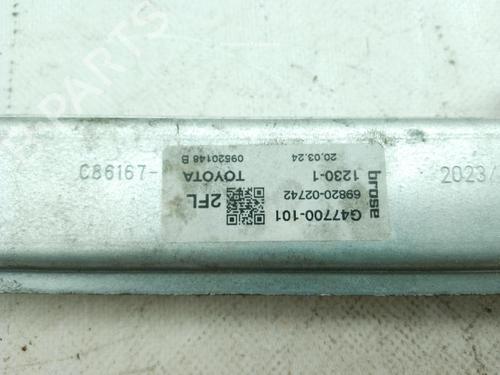 C86167-
2023/
brose
G47700-101
69820-02742
1230-1
20.03.24
2FL
TOYOTA
09520148 B
B-PARTS